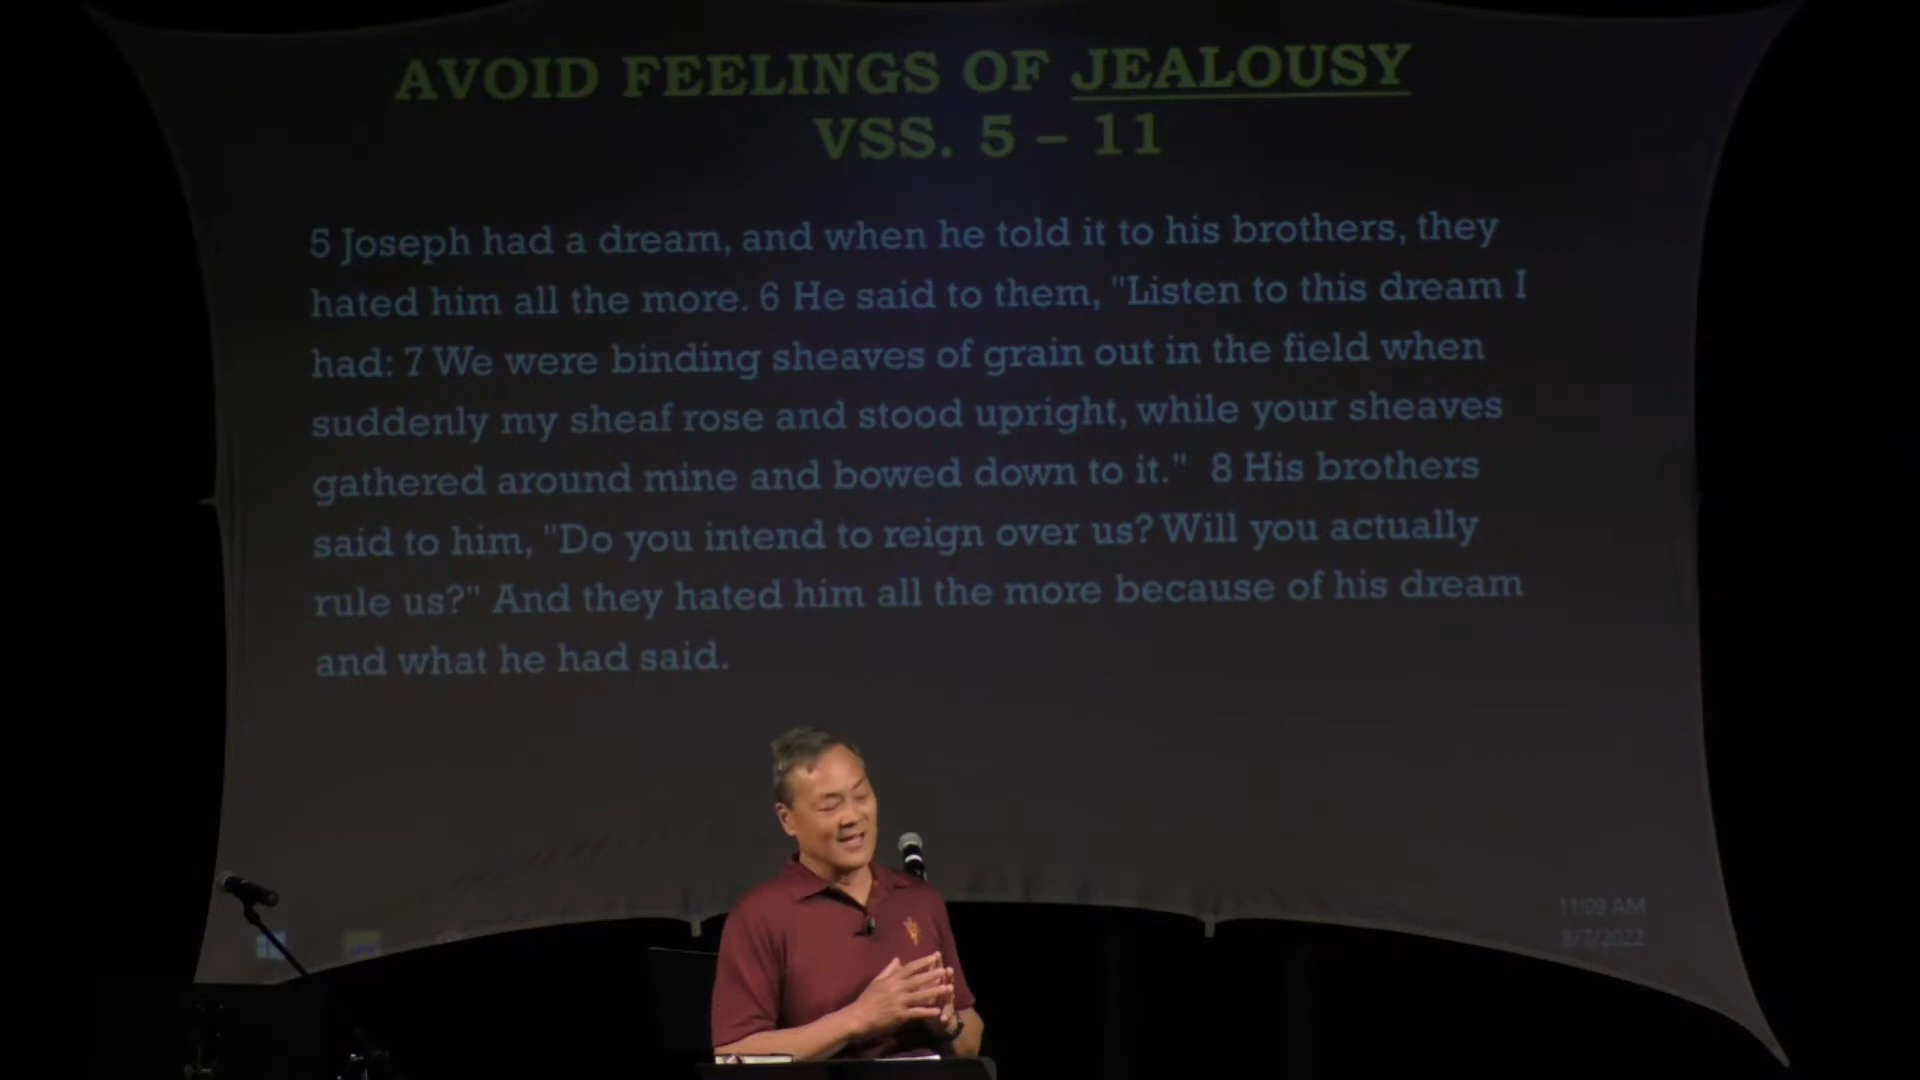 AVOID FEELINGS OF JEALOUSY
VSS. 5 – 11
5 Joseph had a dream, and when he told it to his brothers, they
hated him all the more. 6 He said to them, "Listen to this dream I
had: 7 We were binding sheaves of grain out in the field when
suddenly my sheaf rose and stood upright, while your sheaves
gathered around mine and bowed down to it."  8 His brothers
said to him, "Do you intend to reign over us? Will you actually
rule us?" And they hated him all the more because of his dream
and what he had said.
11:09 AM
8/7/2022